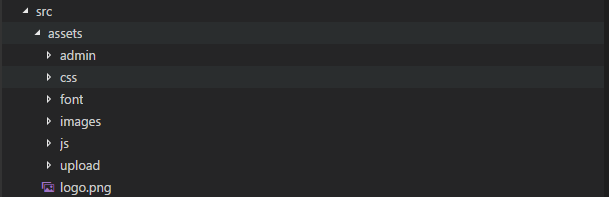 src
assets
admin
css
font
images
js
upload
logo.png